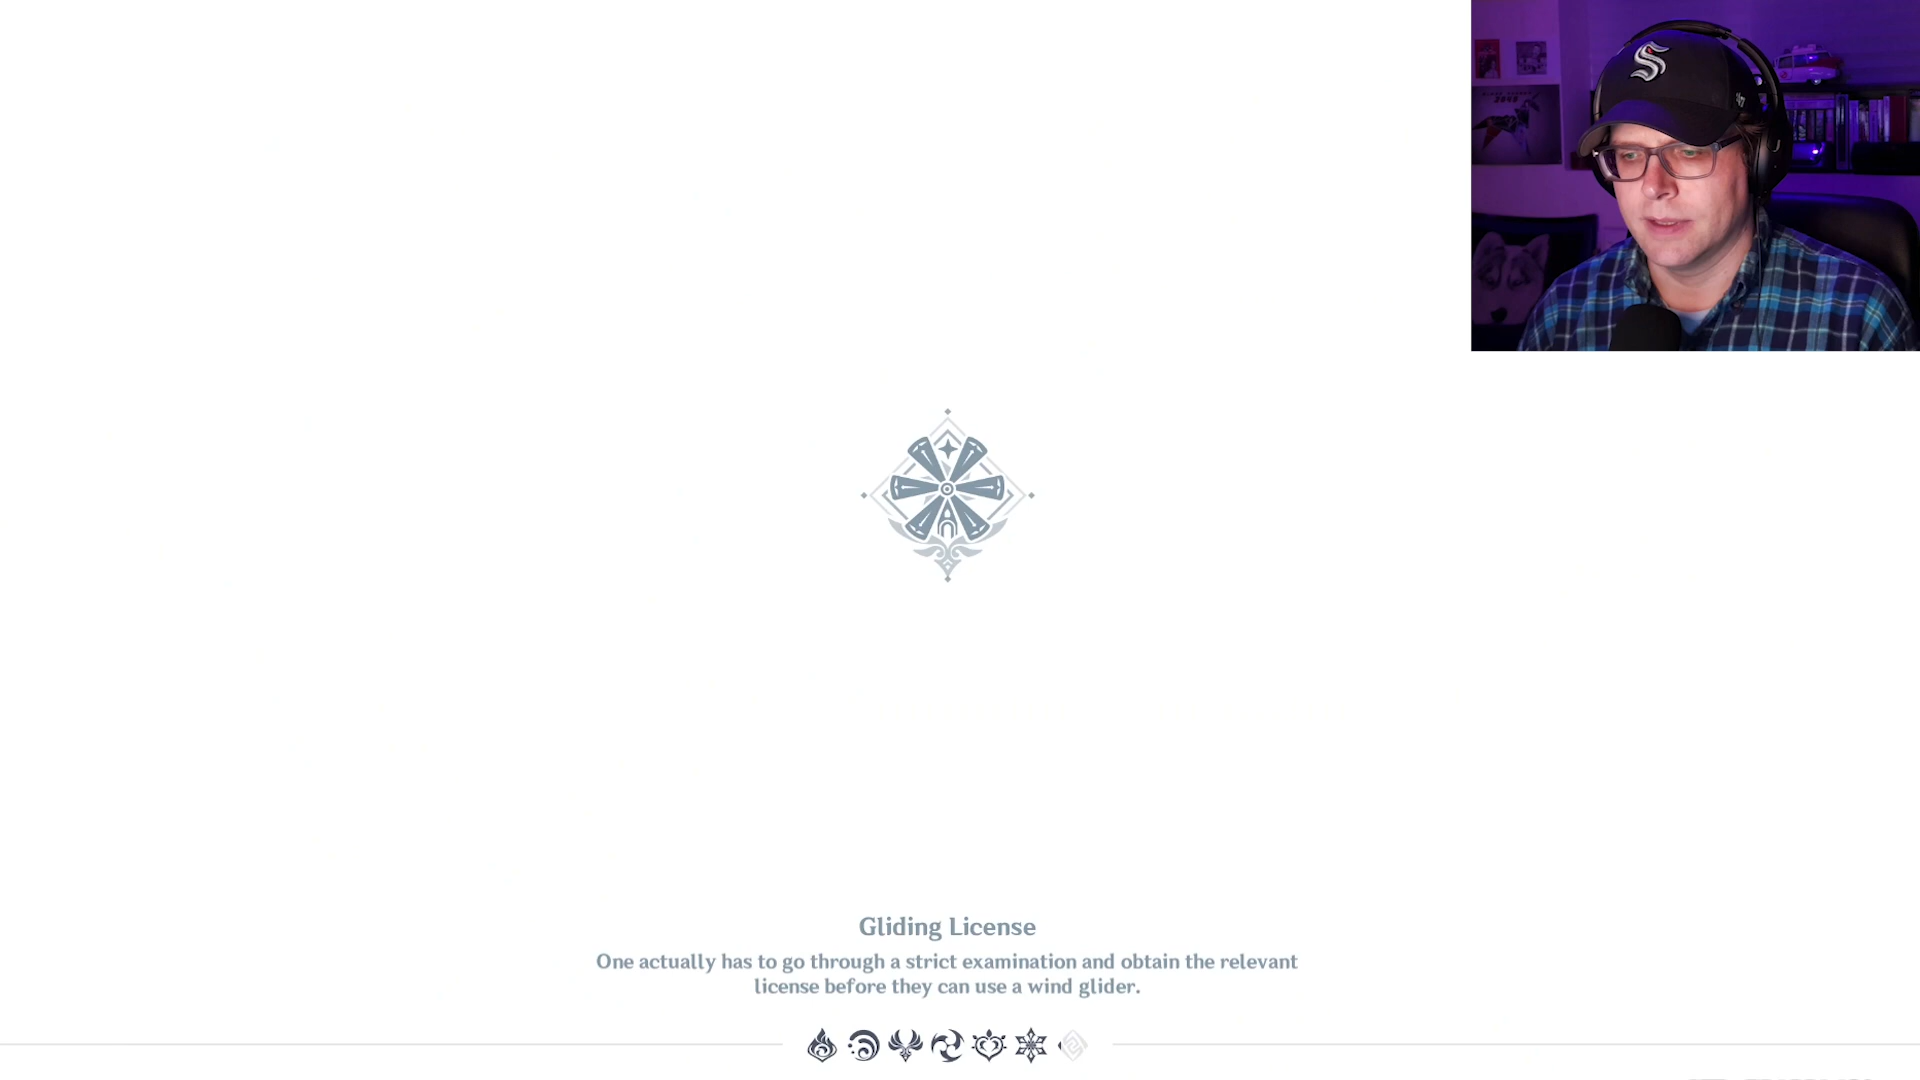 Gliding License
One actually has to go through a strict examination and obtain the relevant
license before they can use a wind glider.